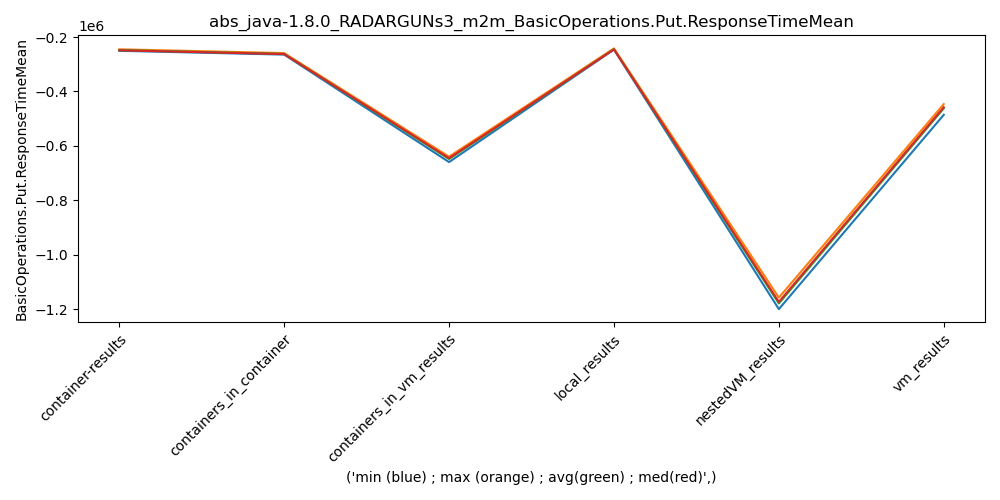 abs_java-1.8.0_RADARGUNs3_m2m_BasicOperations.Put.ResponseTimeMean
1e6
−0.2
−0.4
−0.6
−0.8
−1.0
−1.2
BasicOperations.Put.ResponseTimeMean
container-results
containers_in_container
containers_in_vm_results
local_results
nestedVM_results
vm_results
('min (blue) ; max (orange) ; avg(green) ; med(red)',)